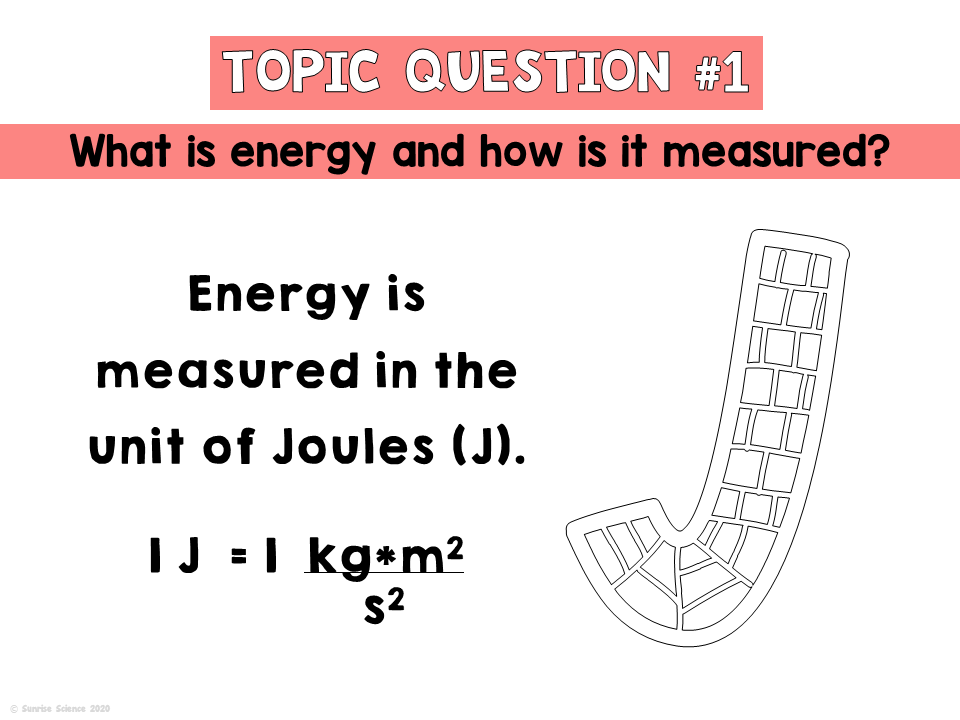 TOPIC QUESTION #1
What is energy and how is it measured?
Energy is
measured in the
unit of Joules (J).
1 J = 1 kg*m²
s²
© Sunrise Science 2020